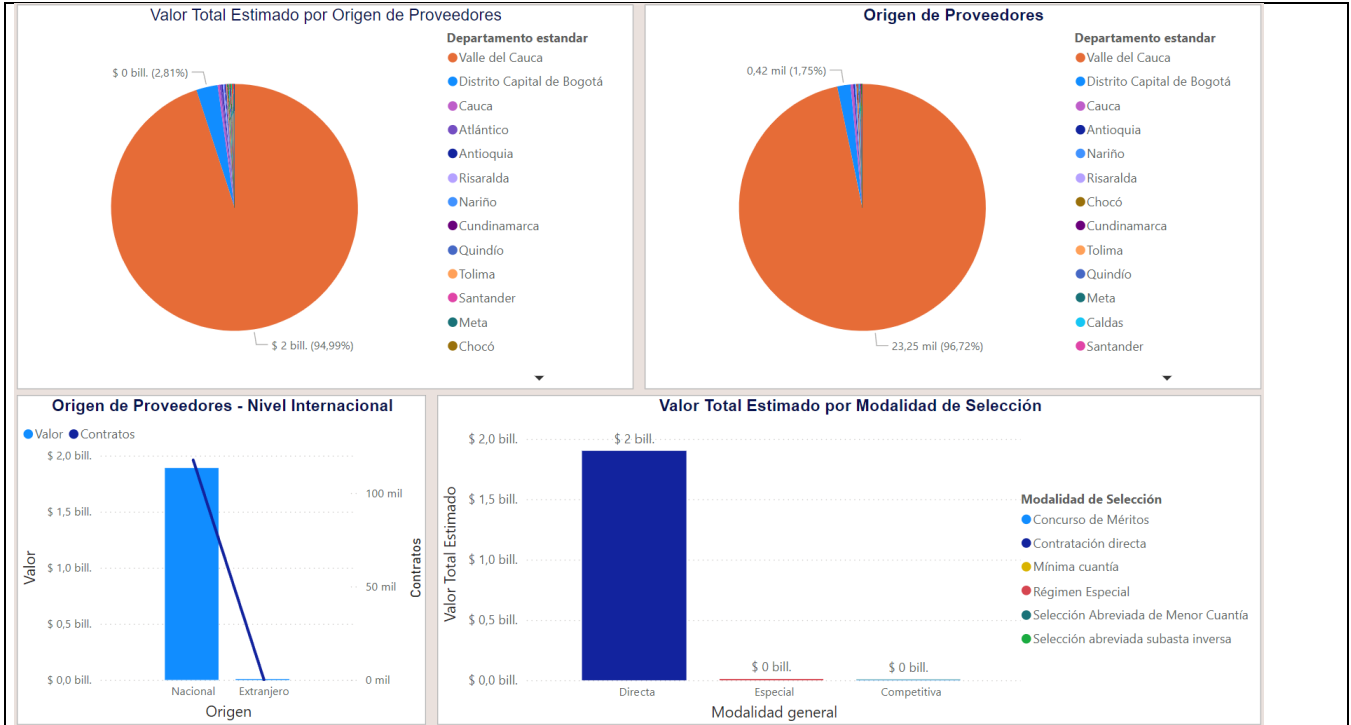 Valor Total Estimado por Origen de Proveedores
$ 0 bill. (2,81%)
$ 2 bill. (94,99%)
Departamento estandar
Valle del Cauca
Distrito Capital de Bogotá
Cauca
Atlántico
Antioquia
Risaralda
Nariño
Cundinamarca
Quindío
Tolima
Santander
Meta
Chocó
Origen de Proveedores
0,42 mil (1,75%)
23,25 mil (96,72%)
Departamento estandar
Valle del Cauca
Distrito Capital de Bogotá
Cauca
Antioquia
Nariño
Risaralda
Chocó
Cundinamarca
Tolima
Quindío
Meta
Caldas
Santander
Origen de Proveedores - Nivel Internacional
Valor Contratos
$ 2,0 bill.
$ 1,5 bill.
$ 1,0 bill.
$ 0,5 bill.
$ 0,0 bill.
Valor
100 mil
50 mil
0 mil
Contratos
Nacional Extranjero
Origen
Valor Total Estimado por Modalidad de Selección
$ 2,0 bill.
$ 1,5 bill.
$ 1,0 bill.
$ 0,5 bill.
$ 0,0 bill.
Valor Total Estimado
$ 2 bill.
$ 0 bill.
$ 0 bill.
Directa Especial Competitiva
Modalidad general
Modalidad de Selección
Concurso de Méritos
Contratación directa
Mínima cuantía
Régimen Especial
Selección Abreviada de Menor Cuantía
Selección abreviada subasta inversa